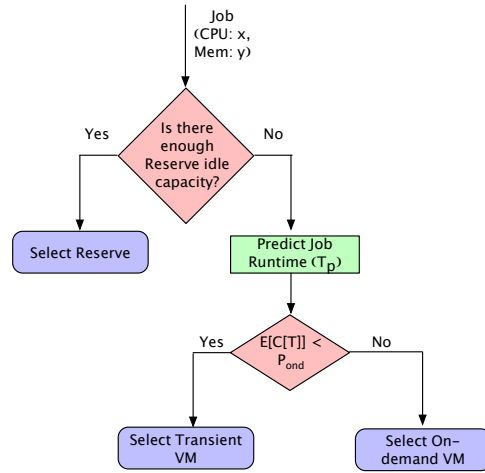 Job
(CPU: x,
Mem: y)
Is there
enough
Reserve idle
capacity?
Yes
No
Select Reserve
Predict Job
Runtime (Tp)
E[C[T]] <
Pond
Yes
No
Select Transient
VM
Select On-
demand VM